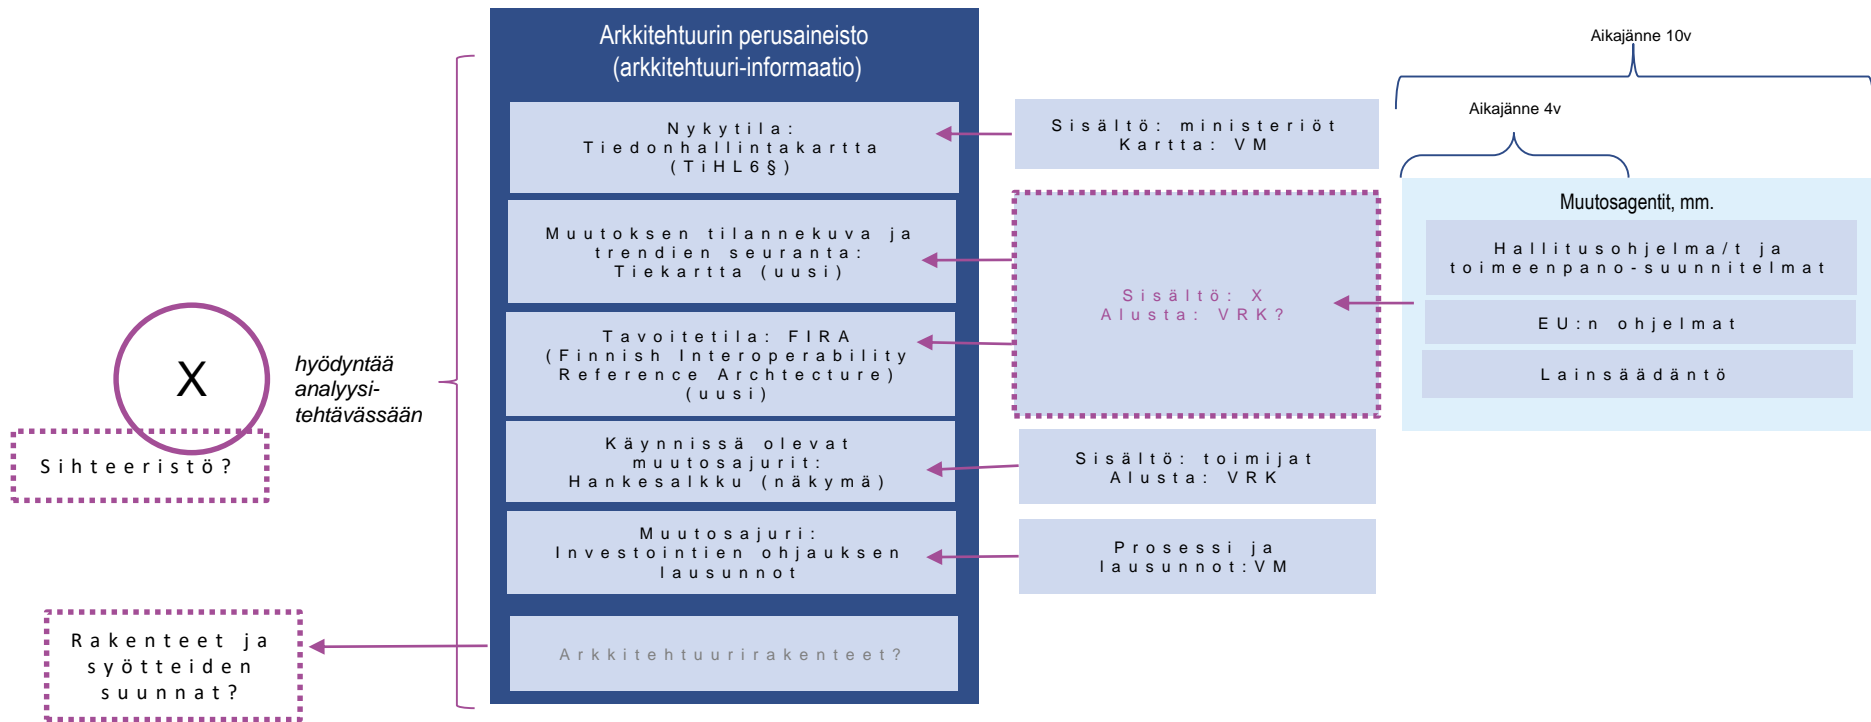 Arkkitehtuurin perusaineisto
(arkkitehtuuri-informaatio)
Nykytila:
Tiedonhallintakartta
(TiHL6§)
Muutoksen tilannekuva ja
trendien seuranta:
Tiekartta (uusi)
Tavoitetila: FIRA
(Finnish Interoperability
Reference Archtecture)
(uusi)
Käynnissä olevat
muutosajurit:
Hankesalkku (näkymä)
Muutosajuri:
Investointien ohjauksen
lausunnot
Arkkitehtuurirakenteet?
X
Sihteeristö?
hyödyntää
analyysi-
tehtävässään
Rakenteet ja
syötteiden
suunnat?
Sisältö: ministeriöt
Kartta: VM
Sisältö: X
Alusta: VRK?
Sisältö: toimijat
Alusta: VRK
Prosessi ja
lausunnot:VM
Aikajänne 10v
Aikajänne 4v
Muutosagentit, mm.
Hallitusohjelma/t ja
toimeenpano-suunnitelmat
EU:n ohjelmat
Lainsäädäntö